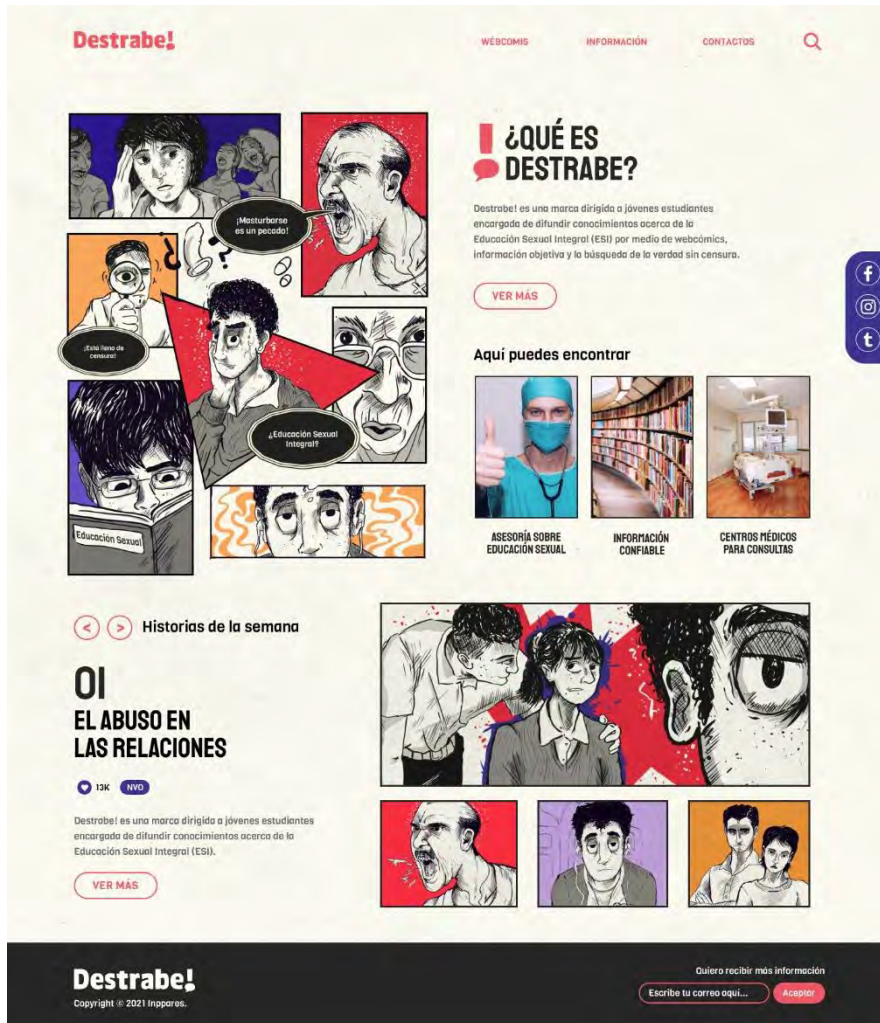 Destrabe!
WEBCOMIS
INFORMACIÓN
CONTACTOS
¡Masturbarse
es un pecado!
¡Está lleno de
censura!
¿Educación Sexual
Integral?
Educación Sexual
¿QUÉ ES
DESTRABE?
Destrabe! es una marca dirigida a jóvenes estudiantes
encargada de difundir conocimientos acerca de la
Educación Sexual Integral (ESI) por medio de webcómics,
información objetiva y la búsqueda de la verdad sin censura.
VER MÁS
Aquí puedes encontrar
ASESORÍA SOBRE
EDUCACIÓN SEXUAL
INFORMACIÓN
CONFIABLE
CENTROS MÉDICOS
PARA CONSULTAS
< > Historias de la semana
01
EL ABUSO EN
LAS RELACIONES
13K NVO
Destrabe! es una marca dirigida a jóvenes estudiantes
encargada de difundir conocimientos acerca de la
Educación Sexual Integral (ESI).
VER MÁS
Destrabe!
Copyright © 2021 Inppares.
Quiero recibir más información
Escribe tu correo aquí...
Aceptar